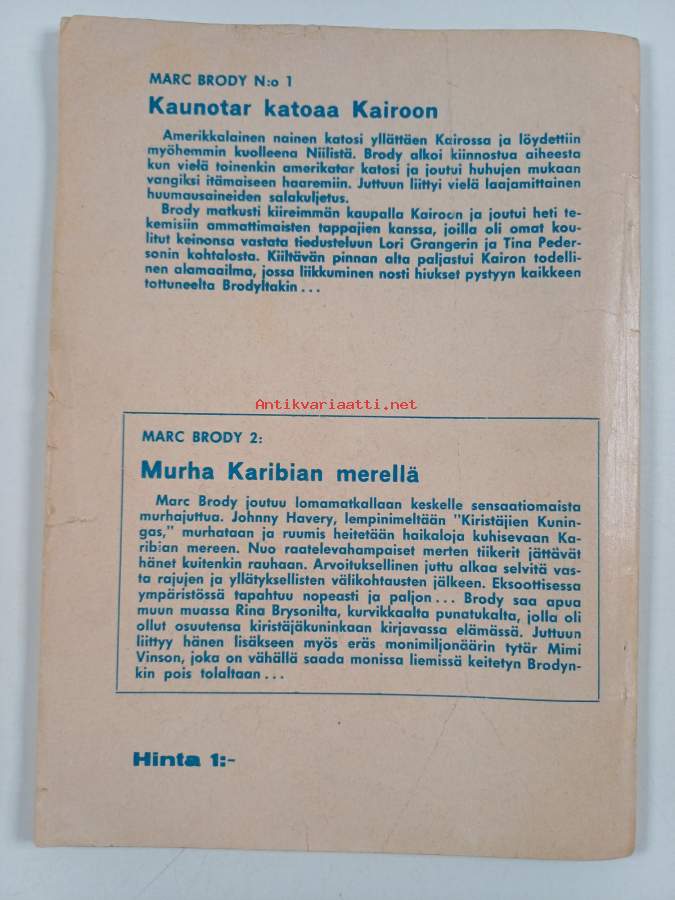 MARC BRODY N:o 1
Kaunotar katoaa Kairoon
Amerikkalainen nainen katosi yllättäen Kairossa ja löydettiin
myöhemmin kuolleena Niilistä. Brody alkoi kiinnostua aiheesta
kun vielä toinenkin amerikatar katosi ja joutui huhujen mukaan
vangiksi itämaiseen haaremiin. Juttuun liittyi vielä laajamittainen
huumausaineiden salakuljetus.
Brody matkusti kiireimmän kaupalla Kairoon ja joutui heti te-
kemisiin ammattimaisten tappajien kanssa, joilla oli omat kou-
litut keinonsa vastata tiedusteluun Lori Grangerin ja Tina Peder-
sonin kohtalosta. Kiiltävän pinnan alta paljastui Kairon todelli-
nen alamaailma, jossa liikkuminen nosti hiukset pystyyn kaikkeen
tottuneelta Brodyltakin...
Antikvariaatti.net
MARC BRODY 2:
Murha Karibian merellä
Marc Brody joutuu lomamatkallaan keskelle sensaatiomaista
murhajuttua. Johnny Havery, lempinimeltään "Kiristäjien Kunin-
gas," murhataan ja ruumis heitetään haikaloja kuhisevaan Ka-
ribian mereen. Nuo raatelevahampaiset merten tiikerit jättävät
hänet kuitenkin rauhaan. Arvoituksellinen juttu alkaa selvitä vas-
ta rajujen ja yllätyksellisten välikohtausten jälkeen. Eksoottisessa
ympäristössä tapahtuu nopeasti ja paljon... Brody saa apua
muun muassa Rina Brysonilta, kurvikkaalta punatukalta, jolla oli
ollut osuutensa kiristäjäkuninkaan kirjavassa elämässä. Juttuun
liittyy hänen lisäkseen myös eräs monimiljonäärin tytär Mimi
Vinson, joka on vähällä saada monissa liemissä keitetyn Brodyn-
kin pois tolaltaan...
Hinta 1:-